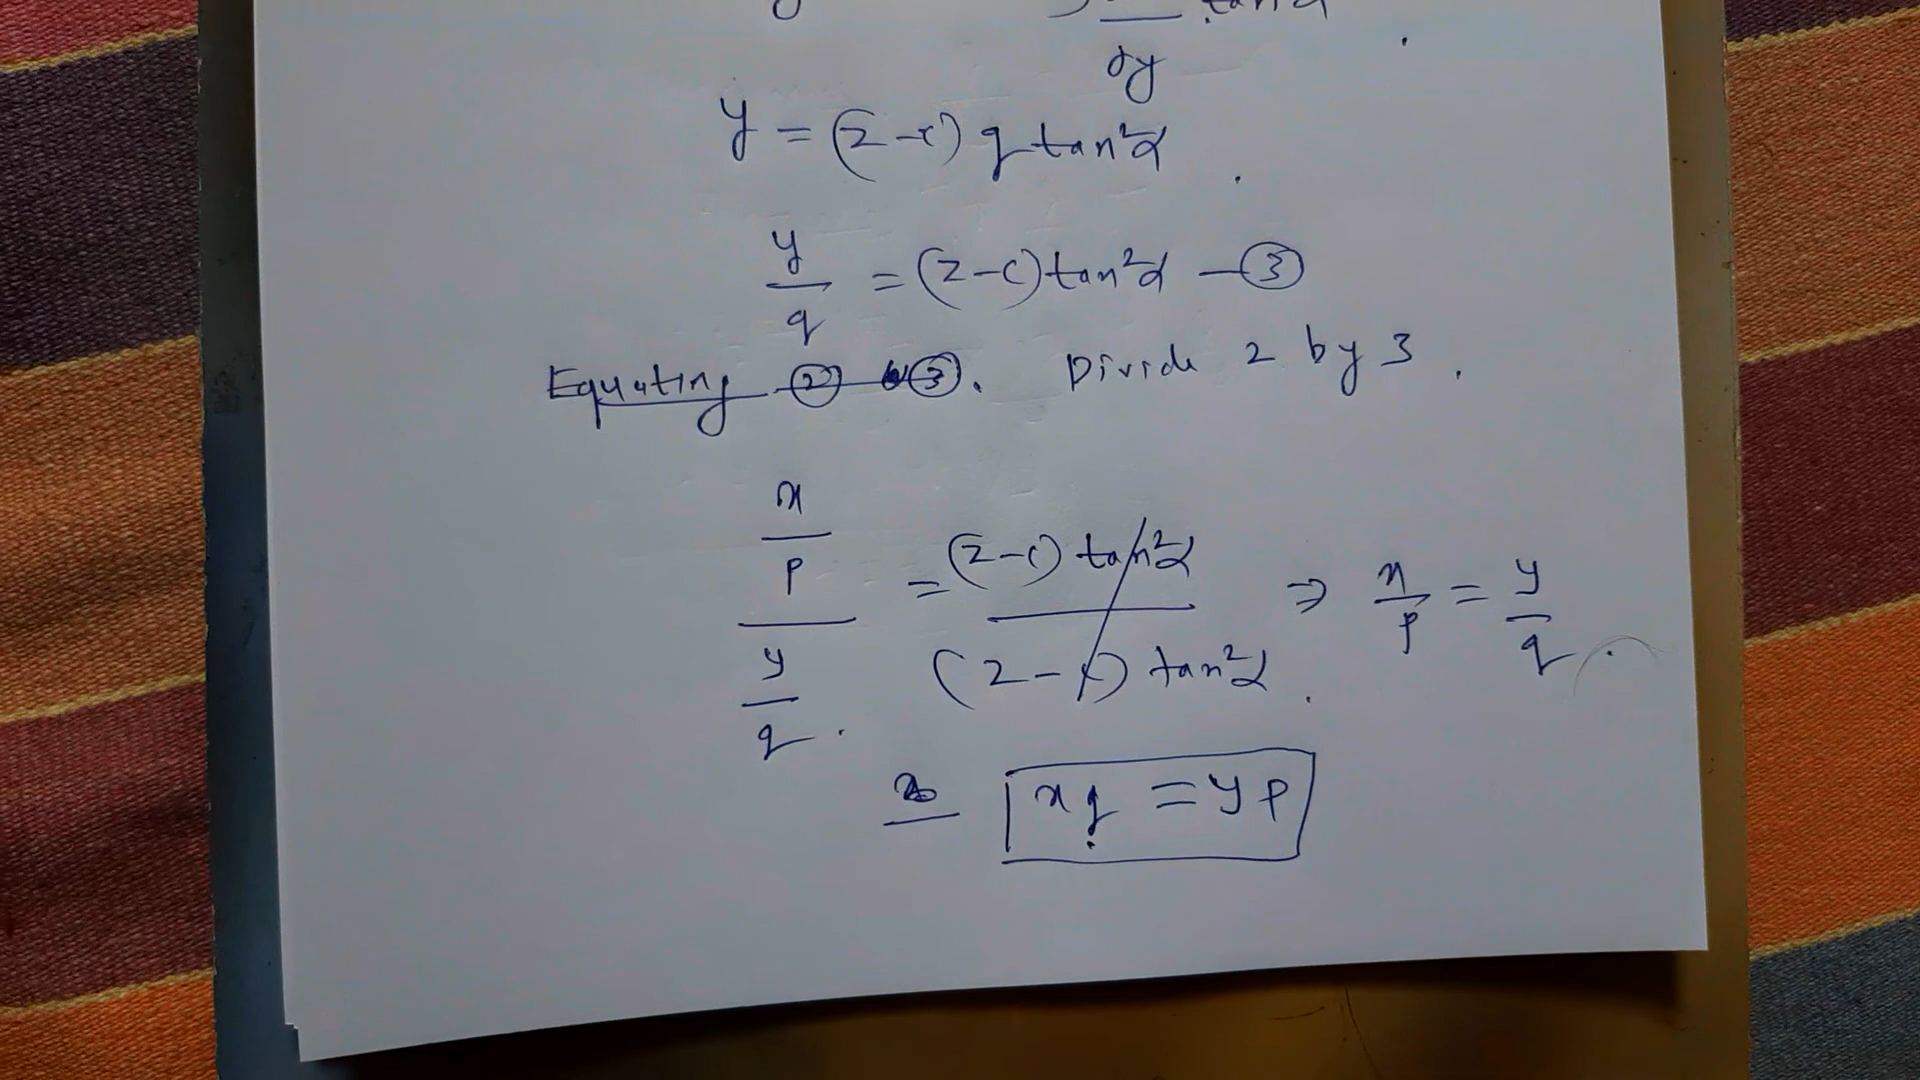 ∂y
y = (z-c) q tan²α
y/q = (z-c) tan²α — ③
Equating ② & ③. Divide 2 by 3.
(x/p)/(y/q) = (z-c) tan²α/(z-c) tan²α ⇒ x/p = y/q.
xq = yp